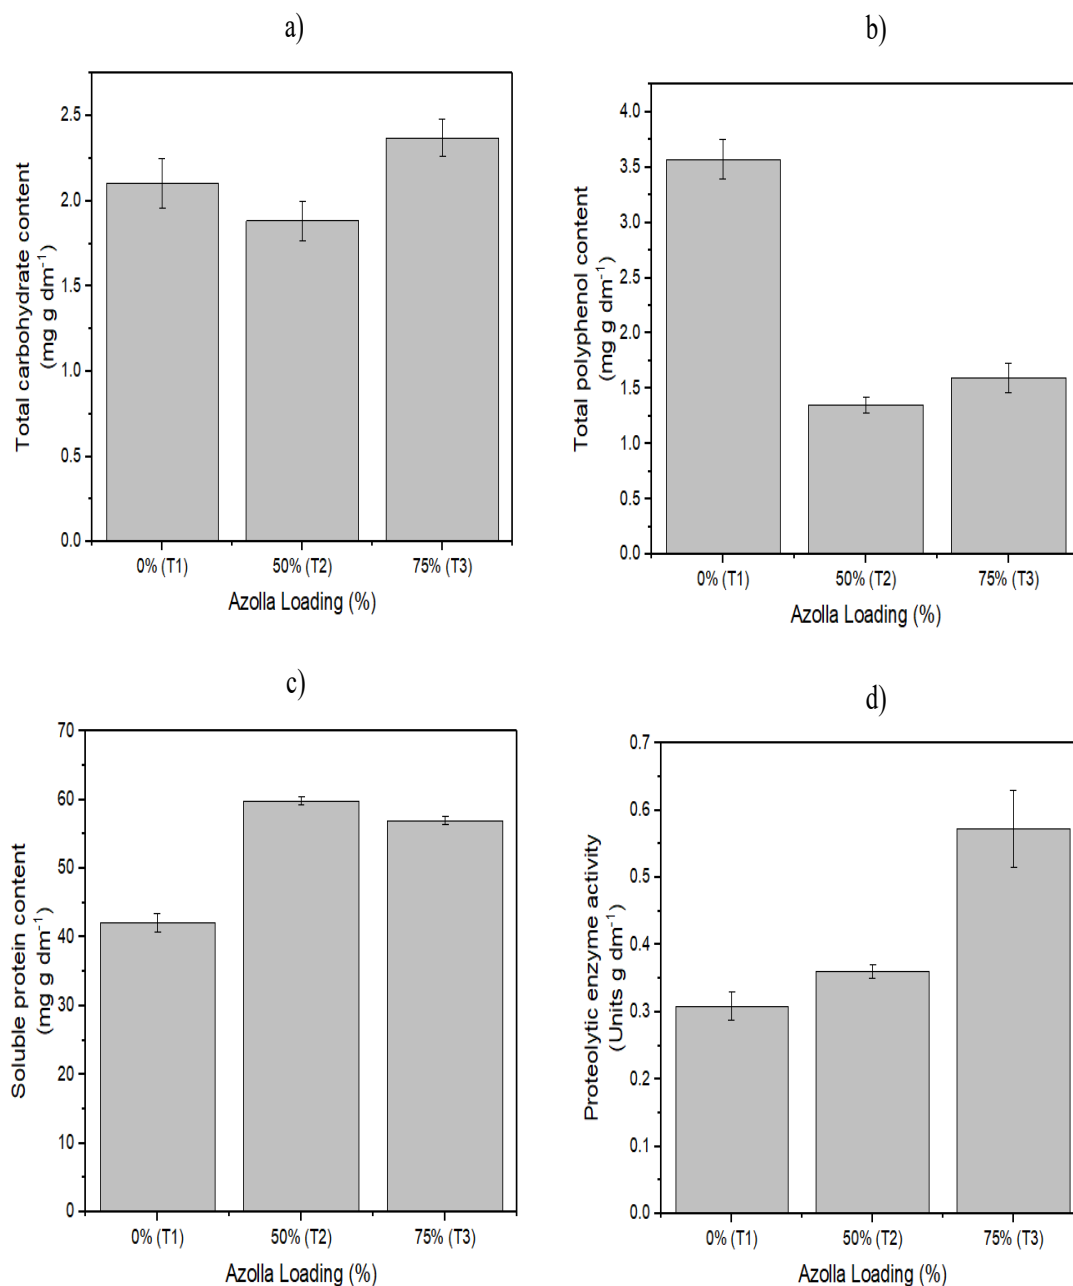 a)
2.5
2.0
1.5
1.0
0.5
0.0
Total carbohydrate content
(mg g dm⁻¹)
0% (T1)
50% (T2)
75% (T3)
Azolla Loading (%)
b)
4.0
3.5
3.0
2.5
2.0
1.5
1.0
0.5
0.0
Total polyphenol content
(mg g dm⁻¹)
0% (T1)
50% (T2)
75% (T3)
Azolla Loading (%)
c)
70
60
50
40
30
20
10
0
Soluble protein content
(mg g dm⁻¹)
0% (T1)
50% (T2)
75% (T3)
Azolla Loading (%)
d)
0.7
0.6
0.5
0.4
0.3
0.2
0.1
0.0
Proteolytic enzyme activity
(Units g dm⁻¹)
0% (T1)
50% (T2)
75% (T3)
Azolla Loading (%)